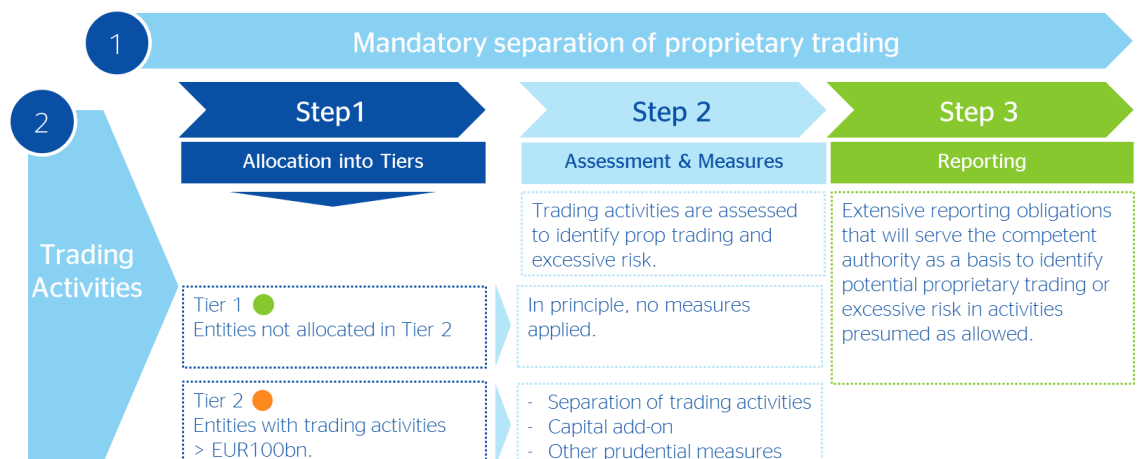 1
Mandatory separation of proprietary trading
2
Trading
Activities
Step1
Allocation into Tiers
Tier 1
Entities not allocated in Tier 2
Tier 2
Entities with trading activities
> EUR100bn.
Step 2
Assessment & Measures
Trading activities are assessed
to identify prop trading and
excessive risk.
In principle, no measures
applied.
- Separation of trading activities
- Capital add-on
- Other prudential measures
Step 3
Reporting
Extensive reporting obligations
that will serve the competent
authority as a basis to identify
potential proprietary trading or
excessive risk in activities
presumed as allowed.